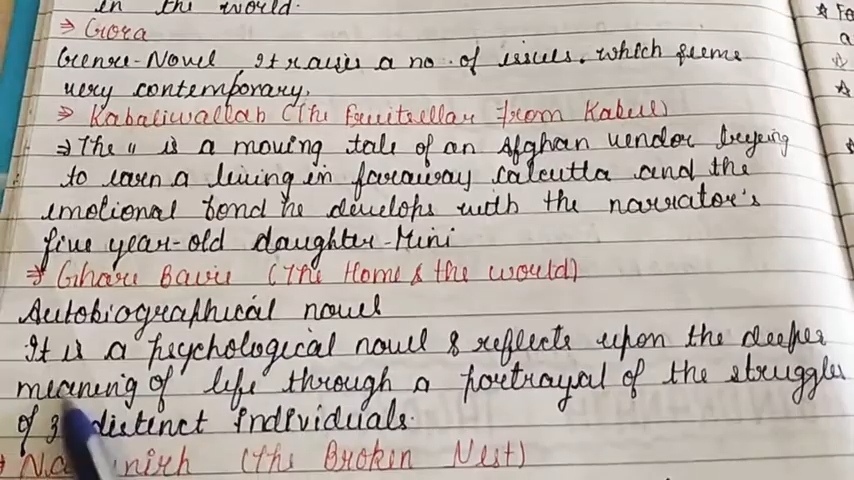 in the world.
⇒ Gora
Genre-Novel, It raises a no. of issues, which seems
very contemporary.
⇒ Kabuliwallah (The Fruitseller from Kabul)
⇒ The " is a moving tale of an Afghan vendor
to earn a living in faraway calcutta and the
emotional bond he develops with the narrator's
five year-old daughter-Mini
⇒ Ghare Baire (The Home & the world)
Autobiographical novel
It is a psychological novel & reflects upon the deeper
meaning of life through a portrayal of the struggles
of 3 distinct individuals.
(The Broken Nest)